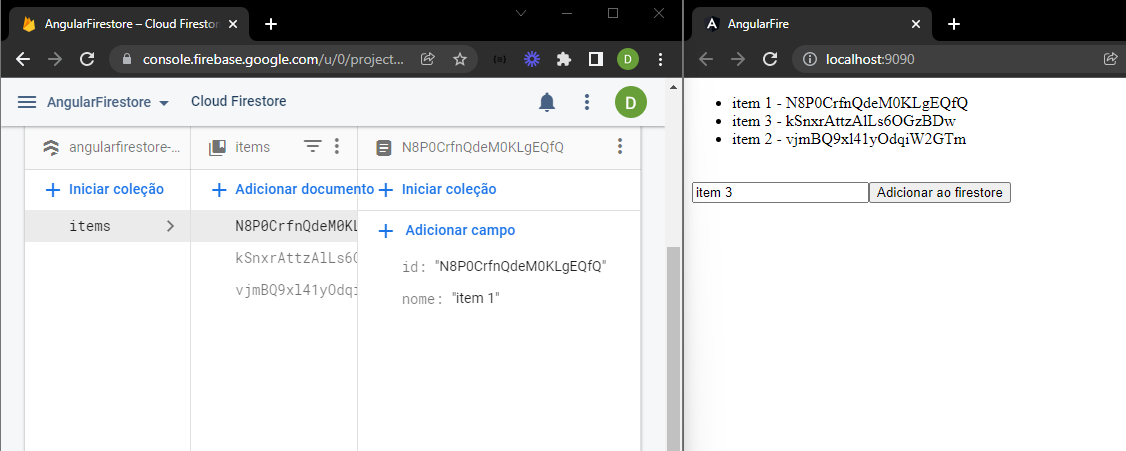 AngularFirestore – Cloud Firestor
console.firebase.google.com/u/0/project...
D
AngularFirestore
Cloud Firestore
D
angularfirestore-...
items
N8P0CrfnQdeM0KLgEQfQ
Iniciar coleção
Adicionar documento
Iniciar coleção
items
N8P0CrfnQdeM0KL
kSnxrAttzAlLs6O
vjmBQ9xl41yOdqi
Adicionar campo
id: "N8P0CrfnQdeM0KLgEQfQ"
nome: "item 1"
AngularFire
localhost:9090
item 1 - N8P0CrfnQdeM0KLgEQfQ
item 3 - kSnxrAttzAlLs6OGzBDw
item 2 - vjmBQ9xl41yOdqiW2GTm
item 3
Adicionar ao firestore